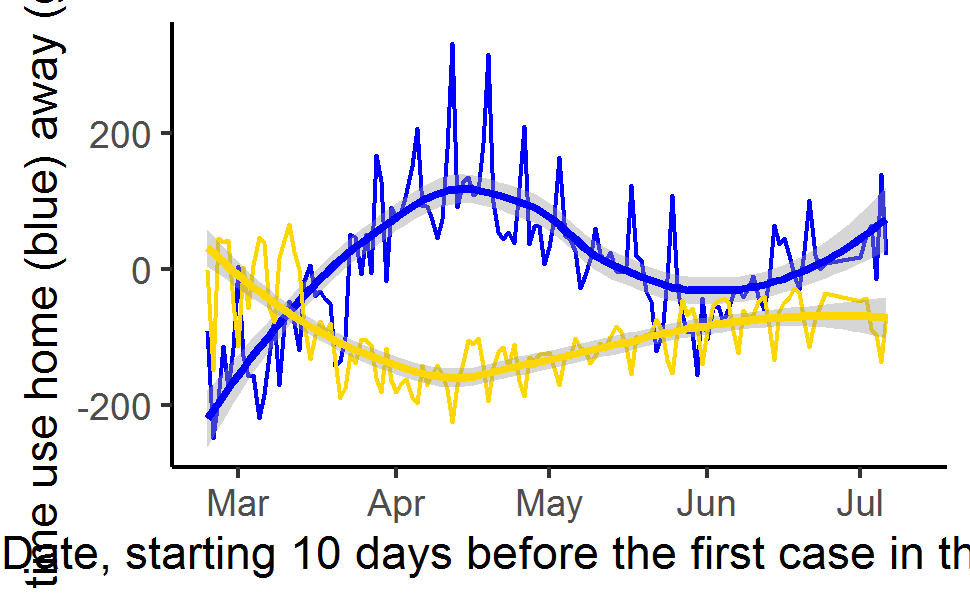 time use home (blue) away (
200
0
-200
Mar Apr May Jun Jul
Date, starting 10 days before the first case in th